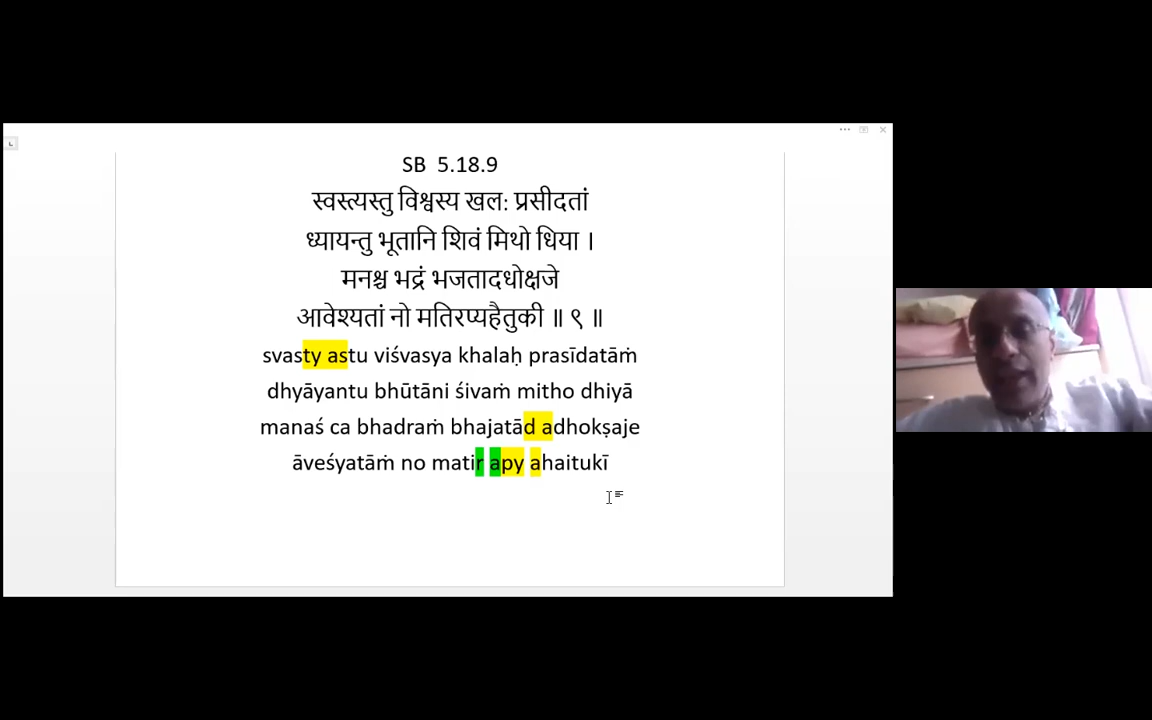 SB 5.18.9
स्वस्त्यस्तु विश्वस्य खल: प्रसीदतां
ध्यायन्तु भूतानि शिवं मिथो धिया ।
मनश्च भद्रं भजतादधोक्षजे
आवेश्यतां नो मतिरप्यहैतुकी ॥ ९ ॥
svasty astu viśvasya khalaḥ prasīdatāṁ
dhyāyantu bhūtāni śivaṁ mitho dhiyā
manaś ca bhadraṁ bhajatād adhokṣaje
āveśyatāṁ no matir apy ahaitukī